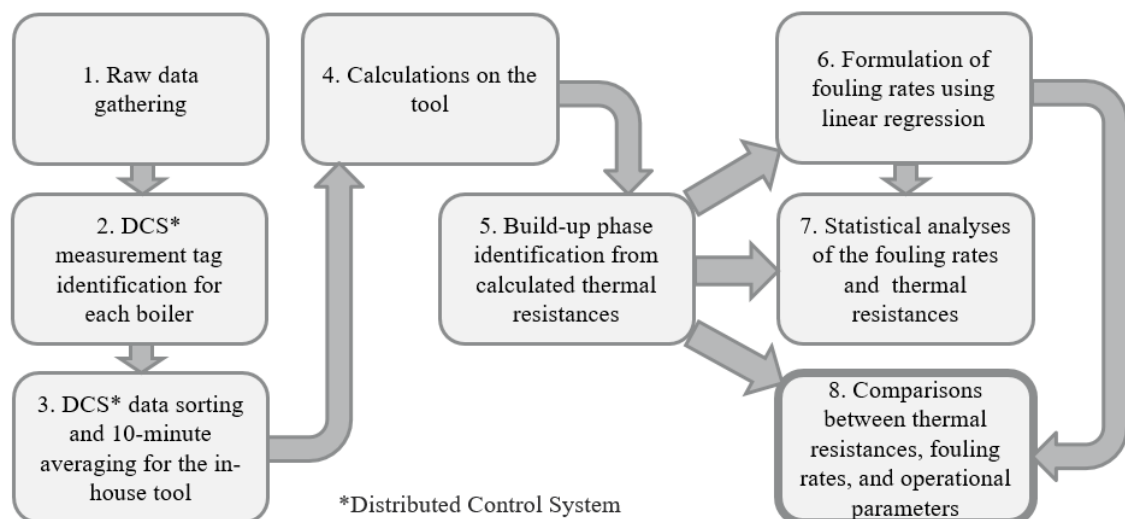 1. Raw data
gathering
2. DCS*
measurement tag
identification for
each boiler
3. DCS* data sorting
and 10-minute
averaging for the in-
house tool
4. Calculations on the
tool
5. Build-up phase
identification from
calculated thermal
resistances
6. Formulation of
fouling rates using
linear regression
7. Statistical analyses
of the fouling rates
and thermal
resistances
8. Comparisons
between thermal
resistances, fouling
rates, and operational
parameters
*Distributed Control System